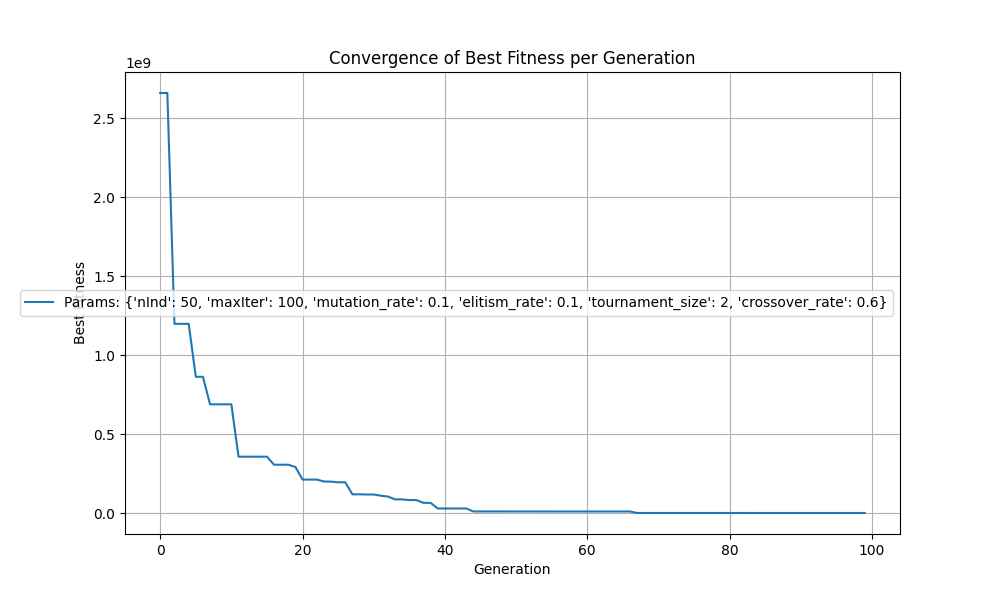 Convergence of Best Fitness per Generation
1e9
2.5
2.0
1.5
1.0
0.5
0.0
Best
ness
Params: {'nInd': 50, 'maxIter': 100, 'mutation_rate': 0.1, 'elitism_rate': 0.1, 'tournament_size': 2, 'crossover_rate': 0.6}
0
20
40
60
80
100
Generation